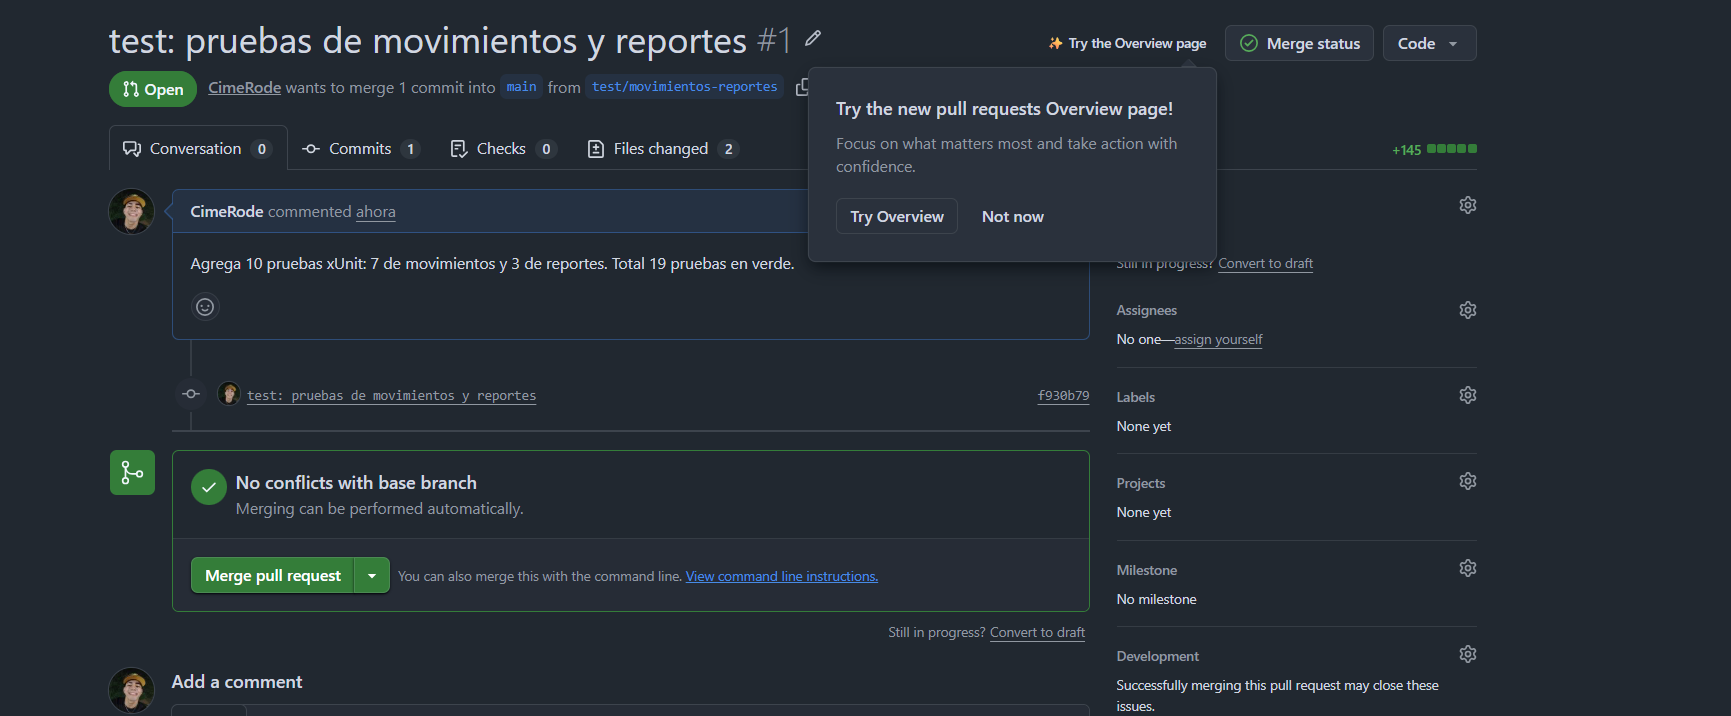 test: pruebas de movimientos y reportes #1
Try the Overview page
Merge status
Code
Open
CimeRode wants to merge 1 commit into main from test/movimientos-reportes
Try the new pull requests Overview page!
Focus on what matters most and take action with
confidence.
Try Overview
Not now
Conversation 0
Commits 1
Checks 0
Files changed 2
+145
CimeRode commented ahora
Agrega 10 pruebas xUnit: 7 de movimientos y 3 de reportes. Total 19 pruebas en verde.
Still in progress? Convert to draft
Assignees
No one—assign yourself
test: pruebas de movimientos y reportes
f930b79
Labels
None yet
No conflicts with base branch
Merging can be performed automatically.
Projects
None yet
Merge pull request
You can also merge this with the command line. View command line instructions.
Milestone
No milestone
Still in progress? Convert to draft
Development
Successfully merging this pull request may close these
issues.
Add a comment